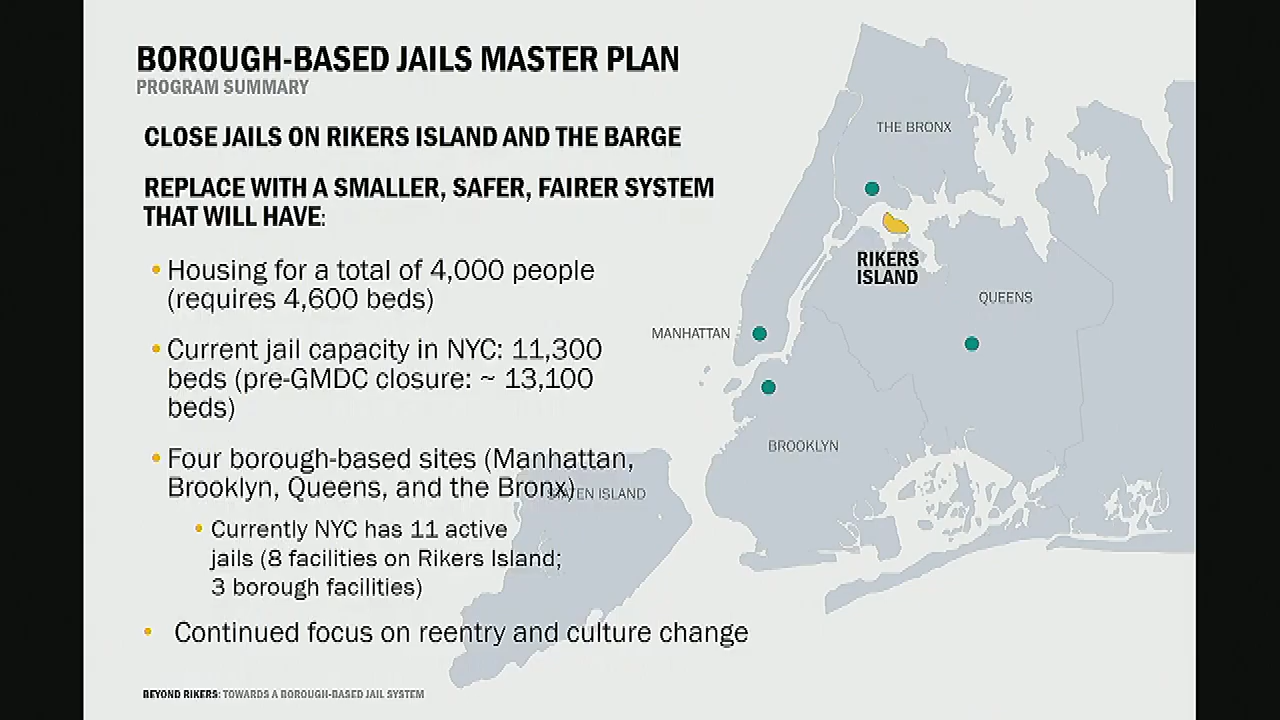 BOROUGH-BASED JAILS MASTER PLAN
PROGRAM SUMMARY
CLOSE JAILS ON RIKERS ISLAND AND THE BARGE
REPLACE WITH A SMALLER, SAFER, FAIRER SYSTEM
THAT WILL HAVE:
• Housing for a total of 4,000 people
(requires 4,600 beds)
• Current jail capacity in NYC: 11,300
beds (pre-GMDC closure: ~ 13,100
beds)
• Four borough-based sites (Manhattan,
Brooklyn, Queens, and the Bronx)
• Currently NYC has 11 active
jails (8 facilities on Rikers Island;
3 borough facilities)
• Continued focus on reentry and culture change
BEYOND RIKERS: TOWARDS A BOROUGH-BASED JAIL SYSTEM
THE BRONX
RIKERS
ISLAND
QUEENS
MANHATTAN
BROOKLYN
STATEN ISLAND